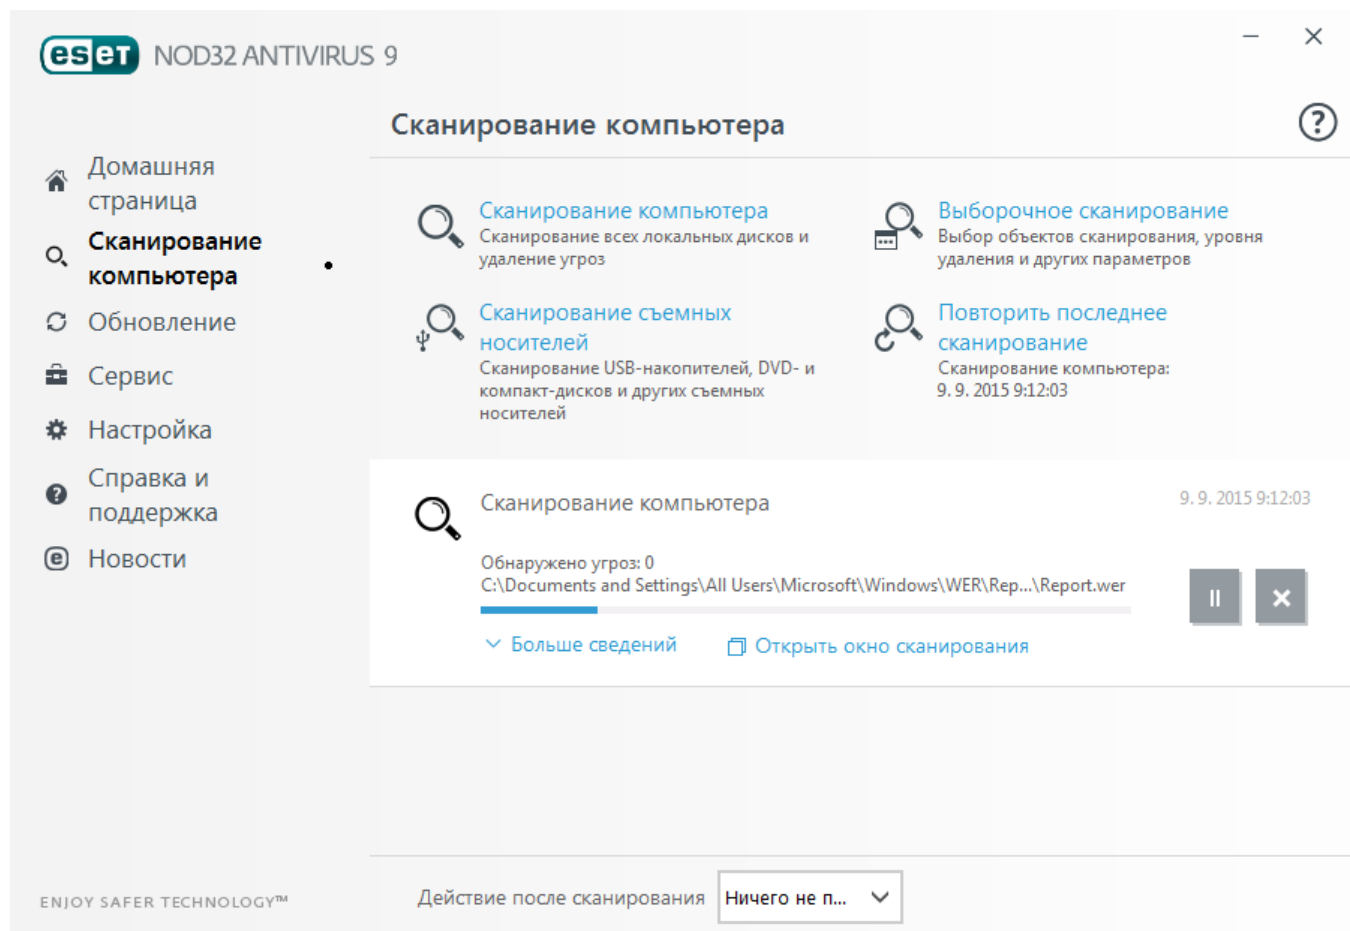 eset NOD32 ANTIVIRUS 9
Сканирование компьютера
?
Домашняя
страница
Сканирование
компьютера
Обновление
Сервис
Настройка
Справка и
поддержка
Новости
Сканирование компьютера
Сканирование всех локальных дисков и
удаление угроз
Выборочное сканирование
Выбор объектов сканирования, уровня
удаления и других параметров
Сканирование съемных
носителей
Сканирование USB-накопителей, DVD- и
компакт-дисков и других съемных
носителей
Повторить последнее
сканирование
Сканирование компьютера:
9. 9. 2015 9:12:03
Сканирование компьютера
9. 9. 2015 9:12:03
Обнаружено угроз: 0
C:\Documents and Settings\All Users\Microsoft\Windows\WER\Rep...\Report.wer
Больше сведений
Открыть окно сканирования
Действие после сканирования
Ничего не п...
ENJOY SAFER TECHNOLOGY™